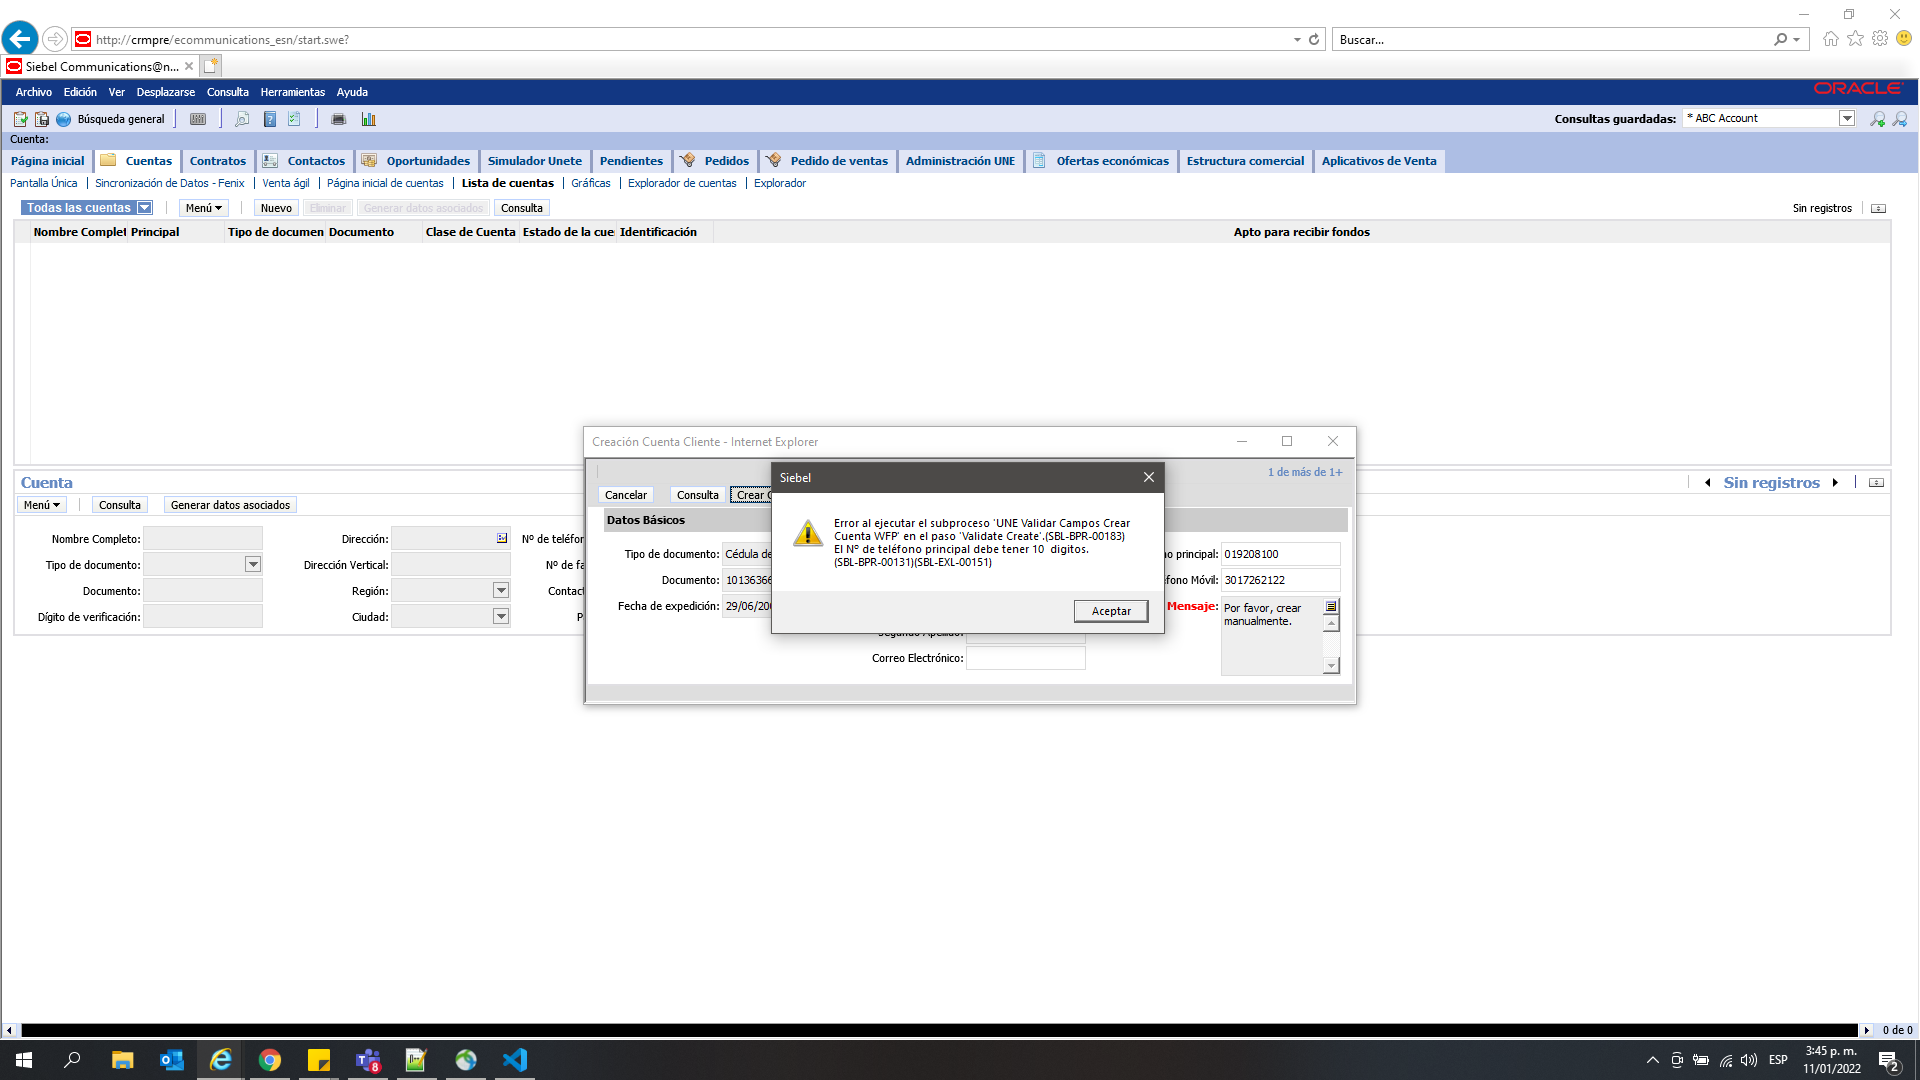 http://crmpre/ecommunications_esn/start.swe?
Buscar...
Siebel Communications@n...
Archivo Edición Ver Desplazarse Consulta Herramientas Ayuda
ORACLE
Búsqueda general
Consultas guardadas: * ABC Account
Cuenta:
Página inicial Cuentas Contratos Contactos Oportunidades Simulador Unete Pendientes Pedidos Pedido de ventas Administración UNE Ofertas económicas Estructura comercial Aplicativos de Venta
Pantalla Única Sincronización de Datos - Fenix Venta ágil Página inicial de cuentas Lista de cuentas Gráficas Explorador de cuentas Explorador
Todas las cuentas Menú Nuevo Eliminar Generar datos asociados Consulta Sin registros
Nombre Complet Principal Tipo de documen Documento Clase de Cuenta Estado de la cue Identificación Apto para recibir fondos
Creación Cuenta Cliente - Internet Explorer
1 de más de 1+
Siebel
Cancelar Consulta Crear
Datos Básicos
Error al ejecutar el subproceso 'UNE Validar Campos Crear
Cuenta WFP' en el paso 'Validate Create'.(SBL-BPR-00183)
El Nº de teléfono principal debe tener 10 digitos.
(SBL-BPR-00131)(SBL-EXL-00151)
Aceptar
Tipo de documento: Cédula de
Documento: 10136366
Fecha de expedición: 29/06/20
no principal: 019208100
éfono Móvil: 3017262122
Mensaje: Por favor, crear
manualmente.
Segundo Apellido:
Correo Electrónico:
Cuenta
Sin registros
Menú Consulta Generar datos asociados
Nombre Completo: Dirección: Nº de teléfon
Tipo de documento: Dirección Vertical: Nº de fa
Documento: Región: Contac
Dígito de verificación: Ciudad: P
0 de 0
8
ESP
3:45 p. m.
11/01/2022
2